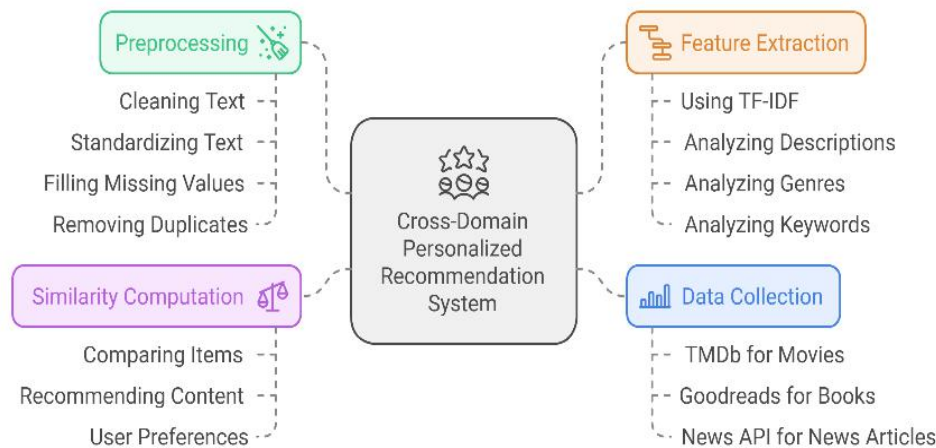 Preprocessing
Cleaning Text
Standardizing Text
Filling Missing Values
Removing Duplicates
Feature Extraction
Using TF-IDF
Analyzing Descriptions
Analyzing Genres
Analyzing Keywords
Cross-Domain
Personalized
Recommendation
System
Similarity Computation
Comparing Items
Recommending Content
User Preferences
Data Collection
TMDb for Movies
Goodreads for Books
News API for News Articles